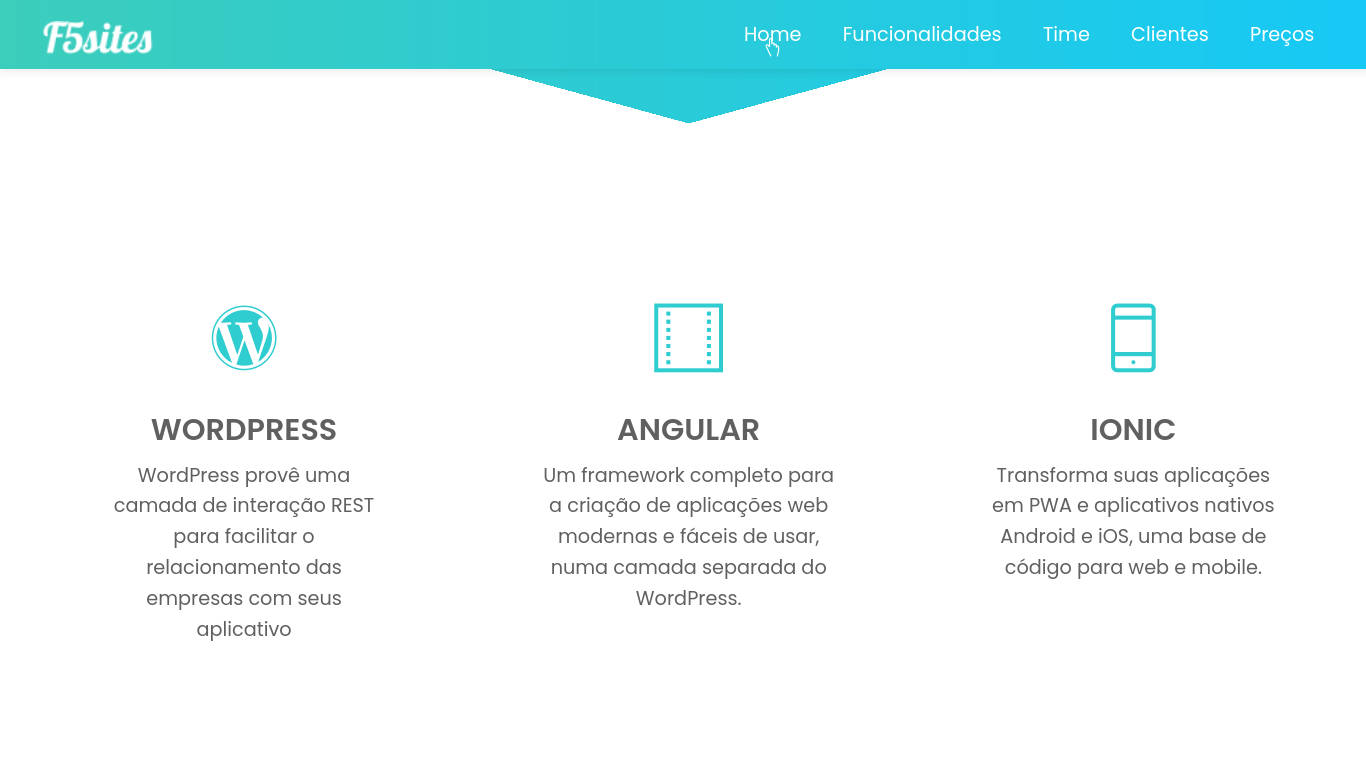 F5sites
Home Funcionalidades Time Clientes Preços
WORDPRESS
WordPress provê uma
camada de interação REST
para facilitar o
relacionamento das
empresas com seus
aplicativo
ANGULAR
Um framework completo para
a criação de aplicações web
modernas e fáceis de usar,
numa camada separada do
WordPress.
IONIC
Transforma suas aplicações
em PWA e aplicativos nativos
Android e iOS, uma base de
código para web e mobile.